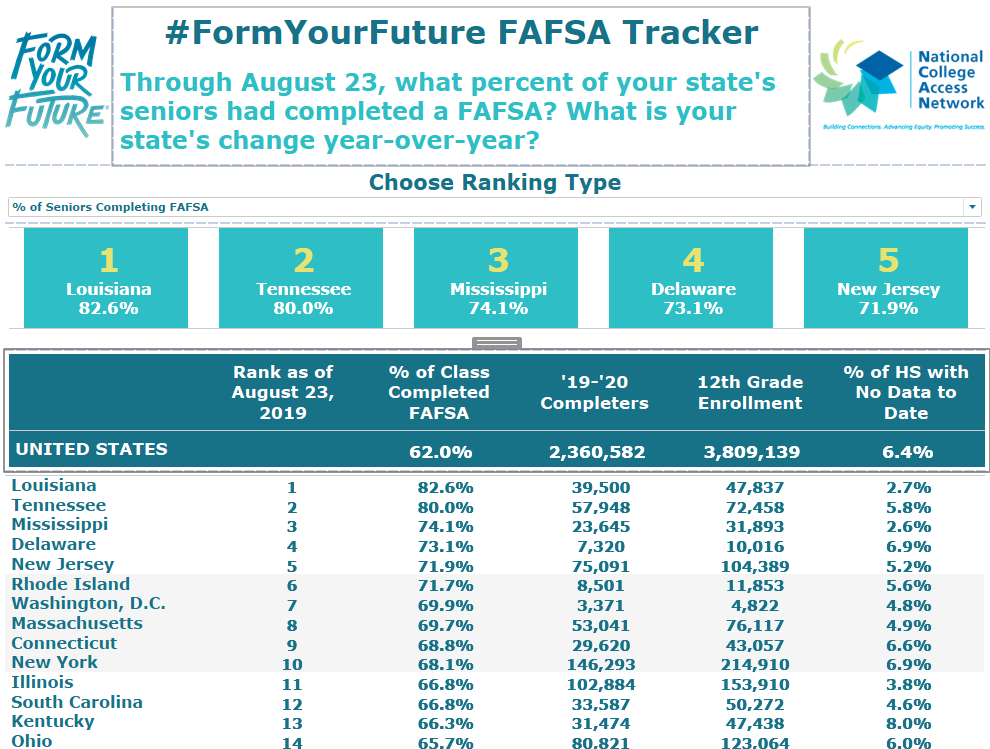 FORM
YOUR
FUTURE®
#FormYourFuture FAFSA Tracker
Through August 23, what percent of your state's
seniors had completed a FAFSA? What is your
state's change year-over-year?
National
College
Access
Network
Building Connections. Advancing Equity. Promoting Success.
Choose Ranking Type
% of Seniors Completing FAFSA
1 2 3 4 5
Louisiana Tennessee Mississippi Delaware New Jersey
82.6% 80.0% 74.1% 73.1% 71.9%
Rank as of % of Class '19-'20 12th Grade % of HS with
August 23, Completed Completers Enrollment No Data to
2019 FAFSA Date
UNITED STATES 62.0% 2,360,582 3,809,139 6.4%
Louisiana 1 82.6% 39,500 47,837 2.7%
Tennessee 2 80.0% 57,948 72,458 5.8%
Mississippi 3 74.1% 23,645 31,893 2.6%
Delaware 4 73.1% 7,320 10,016 6.9%
New Jersey 5 71.9% 75,091 104,389 5.2%
Rhode Island 6 71.7% 8,501 11,853 5.6%
Washington, D.C. 7 69.9% 3,371 4,822 4.8%
Massachusetts 8 69.7% 53,041 76,117 4.9%
Connecticut 9 68.8% 29,620 43,057 6.6%
New York 10 68.1% 146,293 214,910 6.9%
Illinois 11 66.8% 102,884 153,910 3.8%
South Carolina 12 66.8% 33,587 50,272 4.6%
Kentucky 13 66.3% 31,474 47,438 8.0%
Ohio 14 65.7% 80,821 123,064 6.0%